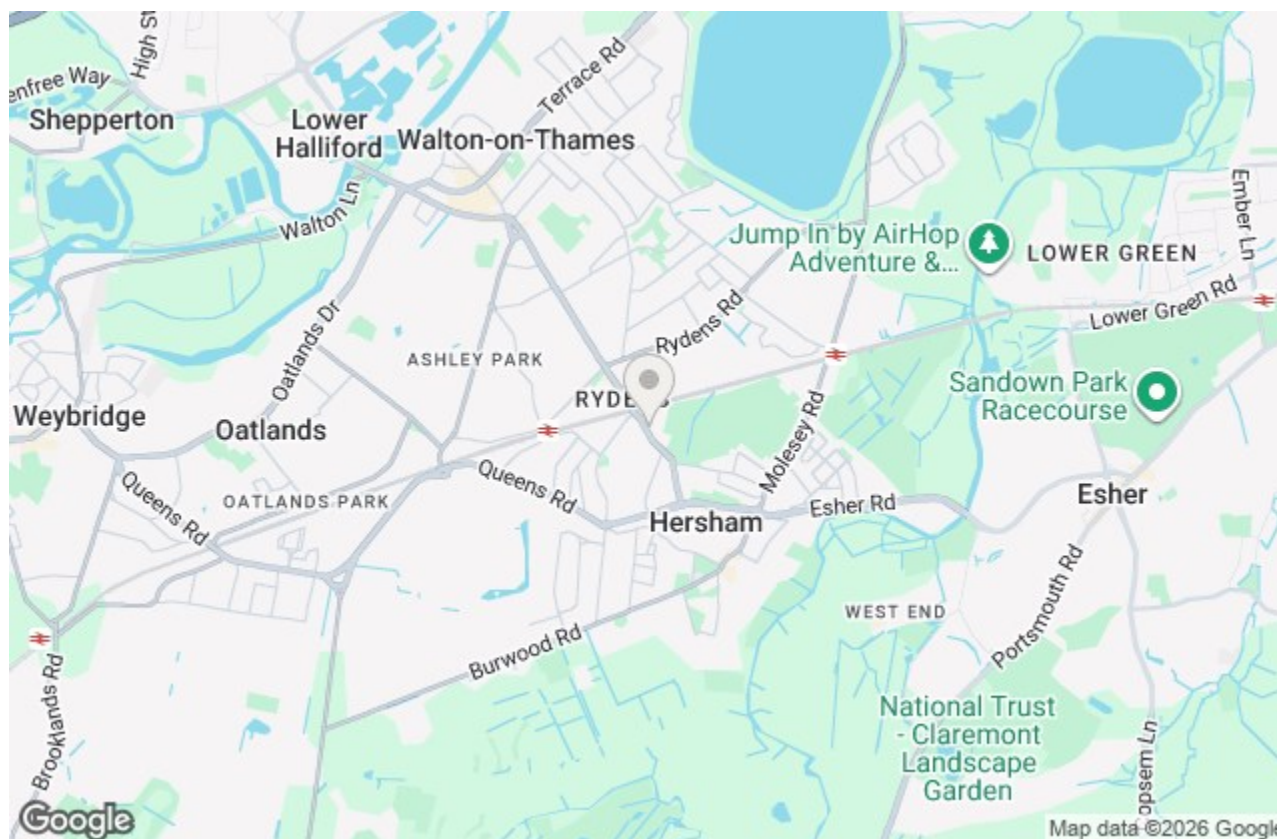 High St
enfree Way
Shepperton
Lower
Halliford
Walton-on-Thames
Terrace Rd
Walton Ln
Ember Ln
Jump In by AirHop
Adventure &...
LOWER GREEN
Lower Green Rd
Oatlands Dr
Rydens Rd
ASHLEY PARK
Sandown Park
Racecourse
Weybridge
Oatlands
Molesey Rd
Queens Rd
Queens Rd
OATLANDS PARK
Hersham
Esher Rd
Esher
Portsmouth Rd
WEST END
Burwood Rd
Brooklands Rd
National Trust
- Claremont
Landscape
Garden
opsem Ln
Google
Map data ©2026 Google